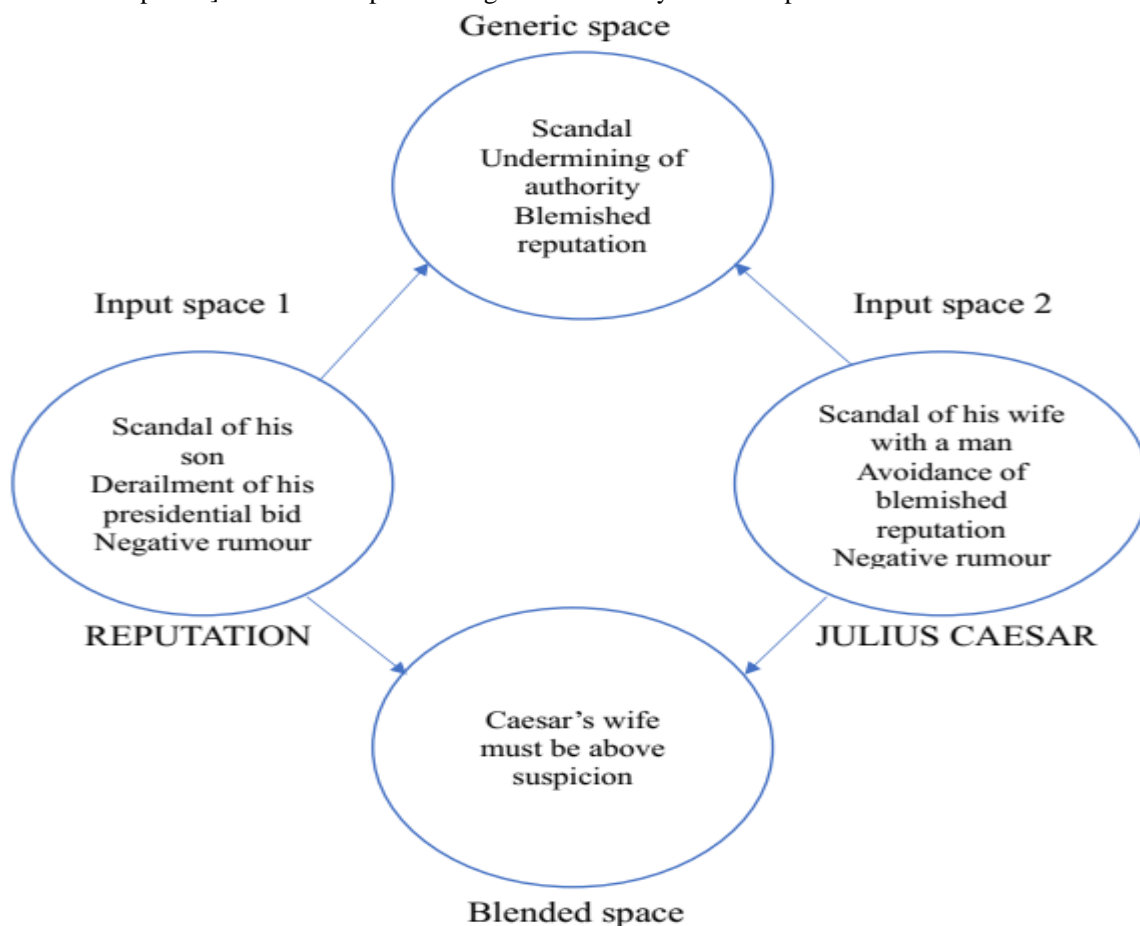 Generic space
Scandal
Undermining of
authority
Blemished
reputation
Input space 1
Input space 2
Scandal of his
son
Derailment of his
presidential bid
Negative rumour
Scandal of his wife
with a man
Avoidance of
blemished
reputation
Negative rumour
REPUTATION
JULIUS CAESAR
Caesar's wife
must be above
suspicion
Blended space